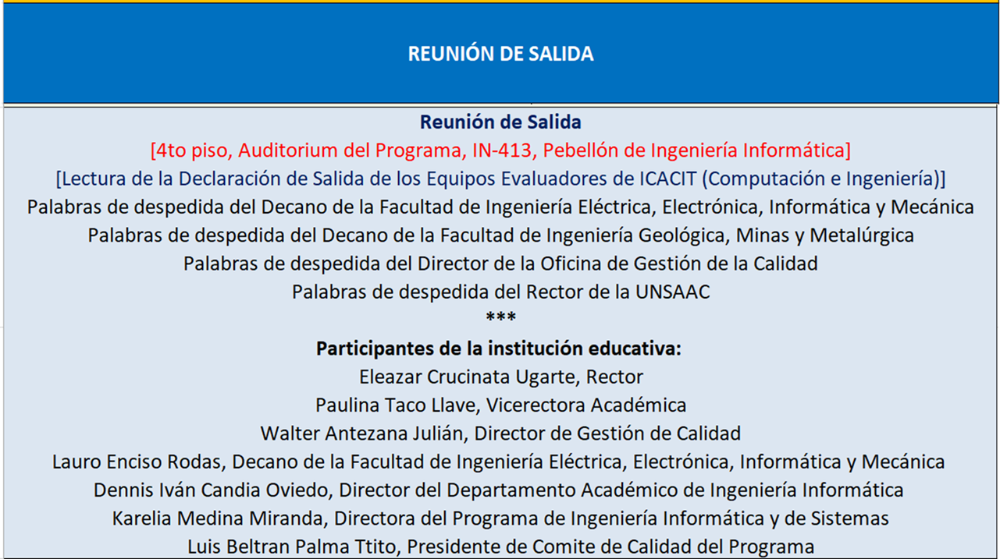 REUNIÓN DE SALIDA
Reunión de Salida
[4to piso, Auditorium del Programa, IN-413, Pebellón de Ingeniería Informática]
[Lectura de la Declaración de Salida de los Equipos Evaluadores de ICACIT (Computación e Ingeniería)]
Palabras de despedida del Decano de la Facultad de Ingeniería Eléctrica, Electrónica, Informática y Mecánica
Palabras de despedida del Decano de la Facultad de Ingeniería Geológica, Minas y Metalúrgica
Palabras de despedida del Director de la Oficina de Gestión de la Calidad
Palabras de despedida del Rector de la UNSAAC
***
Participantes de la institución educativa:
Eleazar Crucinata Ugarte, Rector
Paulina Taco Llave, Vicerectora Académica
Walter Antezana Julián, Director de Gestión de Calidad
Lauro Enciso Rodas, Decano de la Facultad de Ingeniería Eléctrica, Electrónica, Informática y Mecánica
Dennis Iván Candia Oviedo, Director del Departamento Académico de Ingeniería Informática
Karelia Medina Miranda, Directora del Programa de Ingeniería Informática y de Sistemas
Luis Beltran Palma Ttito, Presidente de Comite de Calidad del Programa